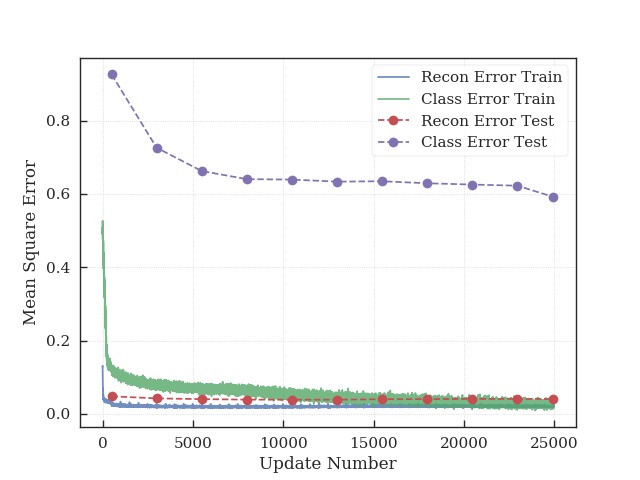 Recon Error Train
Class Error Train
Recon Error Test
Class Error Test
Mean Square Error
0.8
0.6
0.4
0.2
0.0
0 5000 10000 15000 20000 25000
Update Number